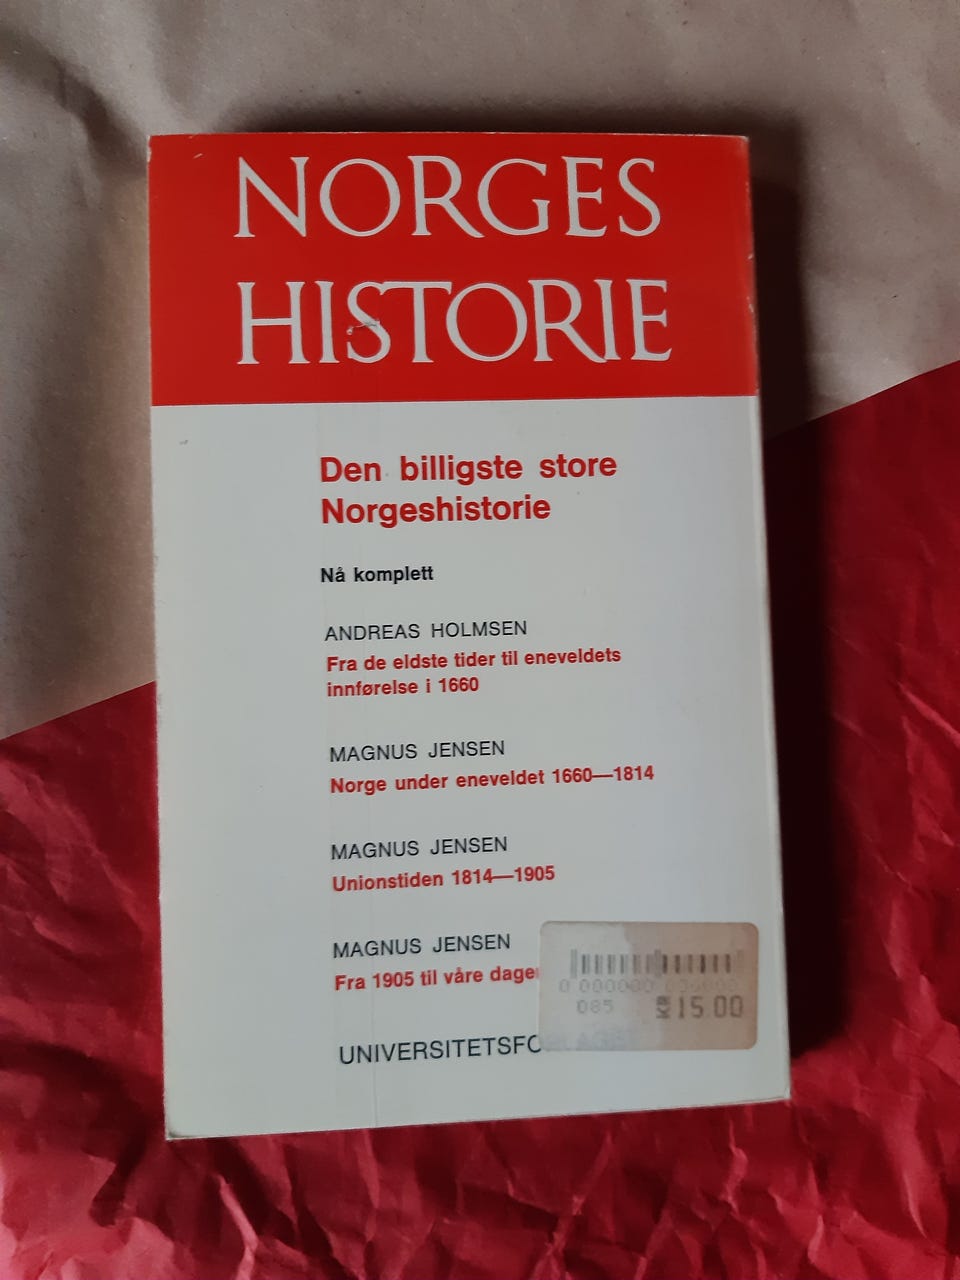 NORGES
HISTORIE
Den billigste store
Norgeshistorie
Nå komplett
ANDREAS HOLMSEN
Fra de eldste tider til eneveldets
innførelse i 1660
MAGNUS JENSEN
Norge under eneveldet 1660—1814
MAGNUS JENSEN
Unionstiden 1814—1905
MAGNUS JENSEN
Fra 1905 til våre dager
085 KR 15.00
UNIVERSITETSFORLAGET